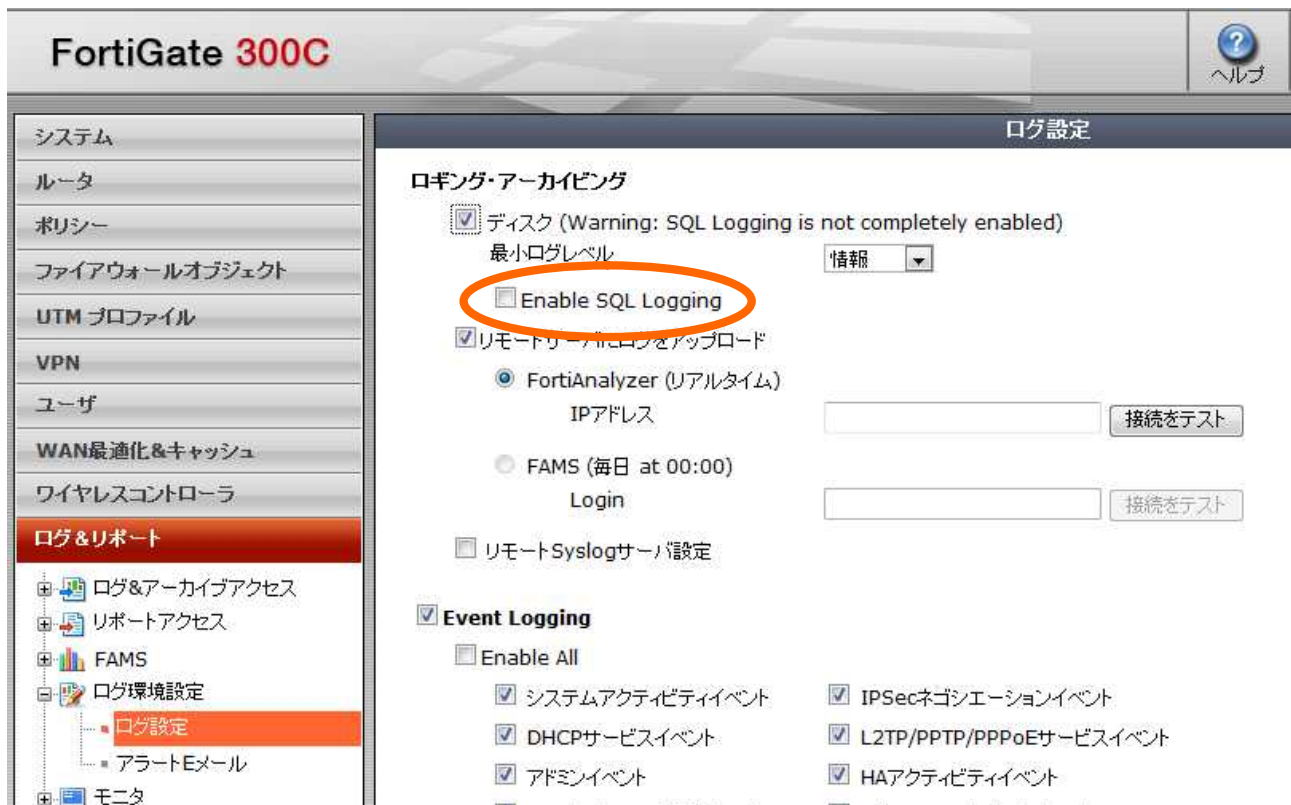 FortiGate 300C
ヘルプ
システム
ルータ
ポリシー
ファイアウォールオブジェクト
UTM プロファイル
VPN
ユーザ
WAN最適化&キャッシュ
ワイヤレスコントローラ
ログ&リポート
ログ&アーカイブアクセス
リポートアクセス
FAMS
ログ環境設定
ログ設定
アラートEメール
モニタ
ログ設定
ロギング・アーカイビング
ディスク (Warning: SQL Logging is not completely enabled)
最小ログレベル 情報
Enable SQL Logging
リモートサーバにログをアップロード
FortiAnalyzer (リアルタイム)
IPアドレス 接続をテスト
FAMS (毎日 at 00:00)
Login 接続をテスト
リモートSyslogサーバ設定
Event Logging
Enable All
システムアクティビティイベント IPSecネゴシエーションイベント
DHCPサービスイベント L2TP/PPTP/PPPoEサービスイベント
アドミンイベント HAアクティビティイベント